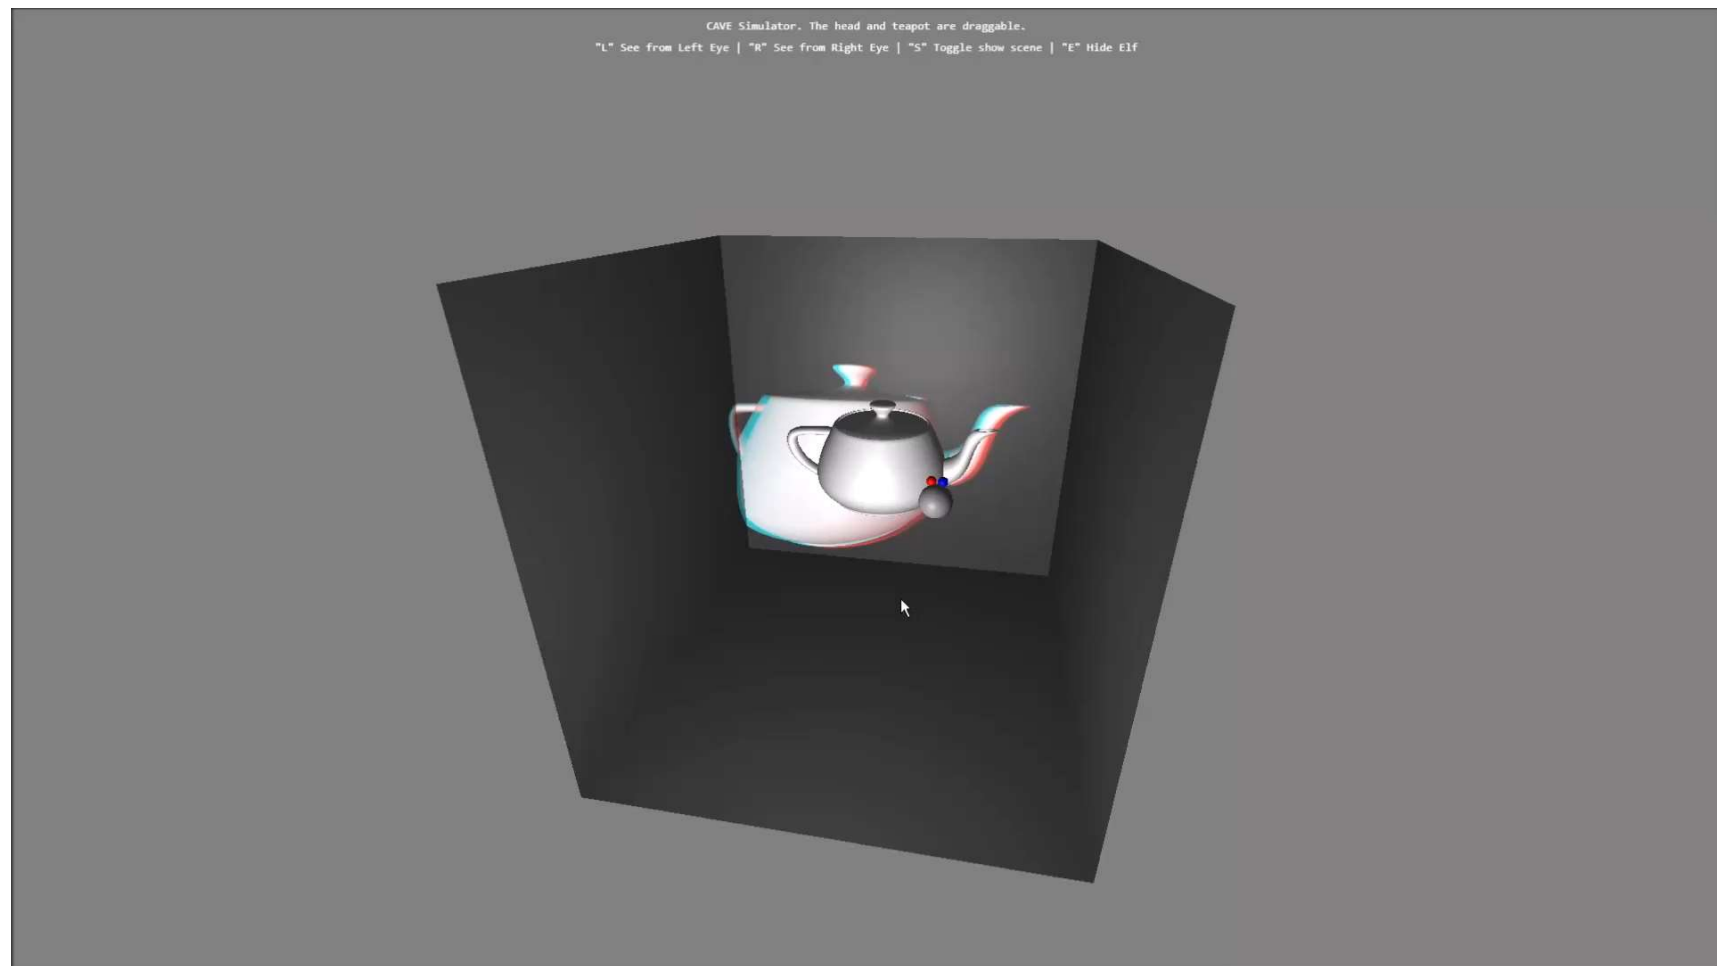 CAVE Simulator. The head and teapot are draggable.
"L" See from Left Eye | "R" See from Right Eye | "S" Toggle show scene | "E" Hide Elf